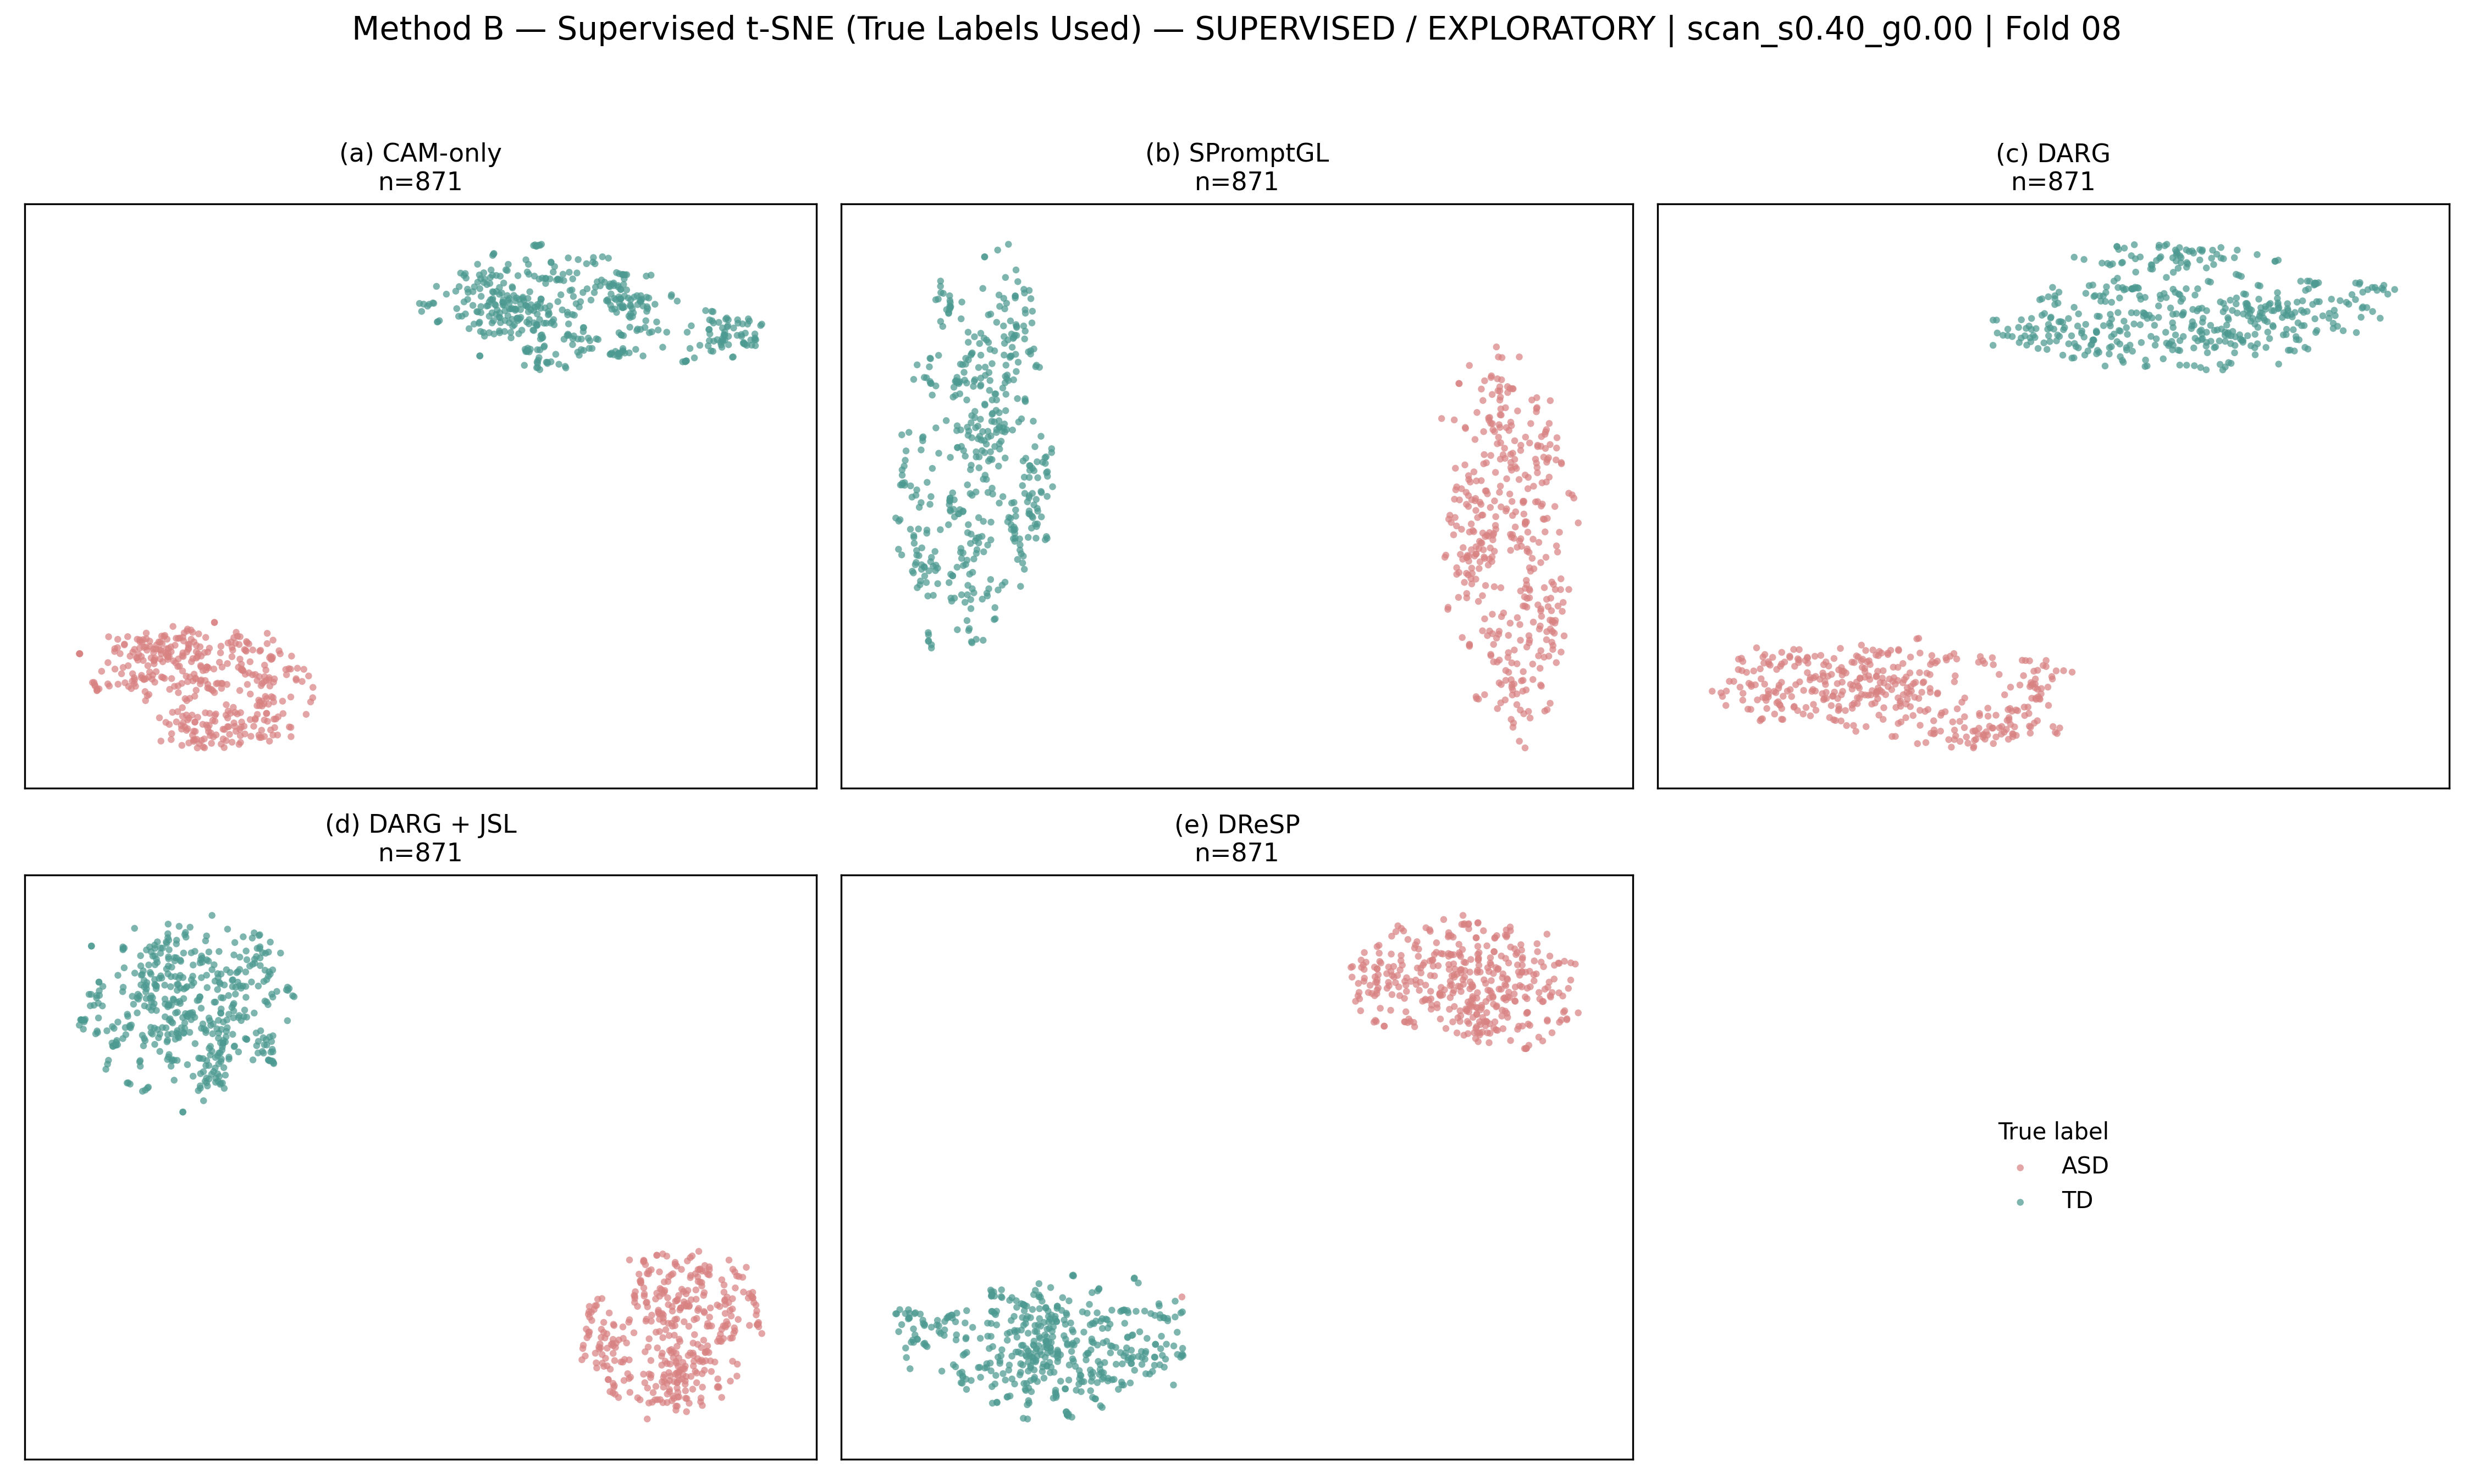 Method B — Supervised t-SNE (True Labels Used) — SUPERVISED / EXPLORATORY | scan_s0.40_g0.00 | Fold 08
(a) CAM-only
n=871
(b) SPromptGL
n=871
(c) DARG
n=871
(d) DARG + JSL
n=871
(e) DReSP
n=871
True label
ASD
TD